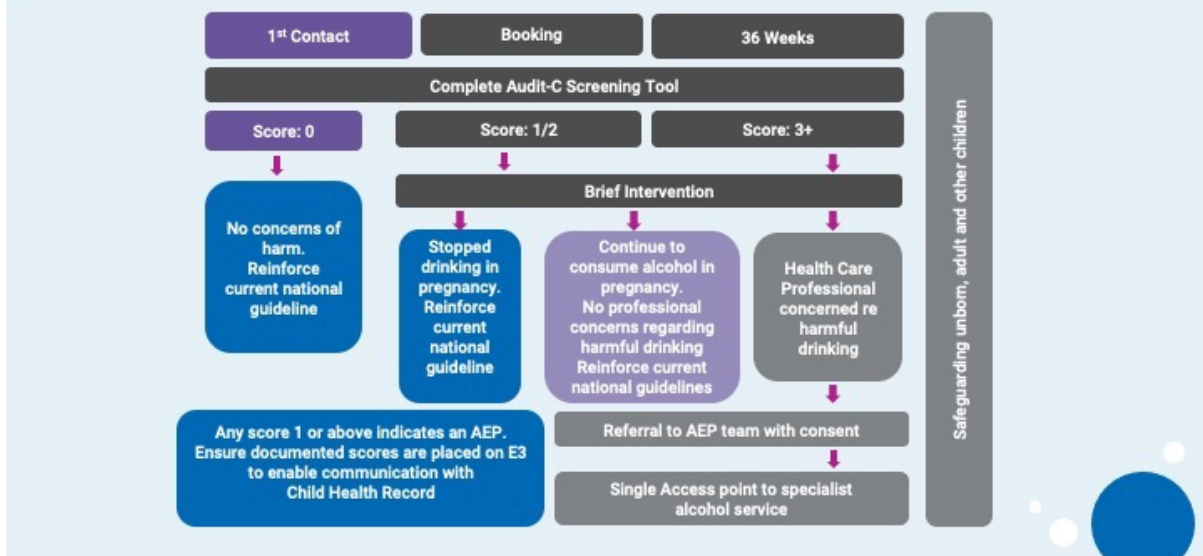 1st Contact
Booking
36 Weeks
Complete Audit-C Screening Tool
Score: 0
Score: 1/2
Score: 3+
Brief Intervention
No concerns of
harm.
Reinforce
current national
guideline
Stopped
drinking in
pregnancy.
Reinforce
current
national
guideline
Continue to
consume alcohol in
pregnancy.
No professional
concerns regarding
harmful drinking
Reinforce current
national guidelines
Health Care
Professional
concerned re
harmful
drinking
Any score 1 or above indicates an AEP.
Ensure documented scores are placed on E3
to enable communication with
Child Health Record
Referral to AEP team with consent
Single Access point to specialist
alcohol service
Safeguarding unborn, adult and other children